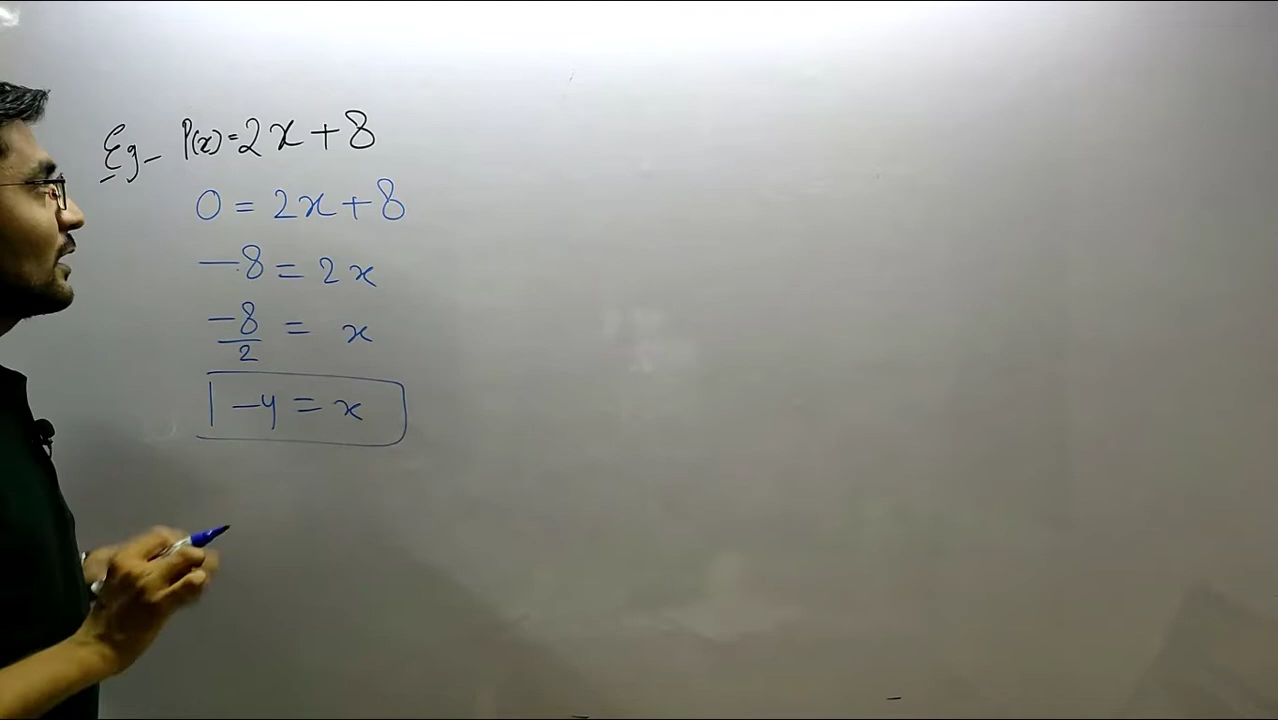 Eg- P(x)=2x+8
0 = 2x+8
-8 = 2x
-8/2 = x
-4 = x